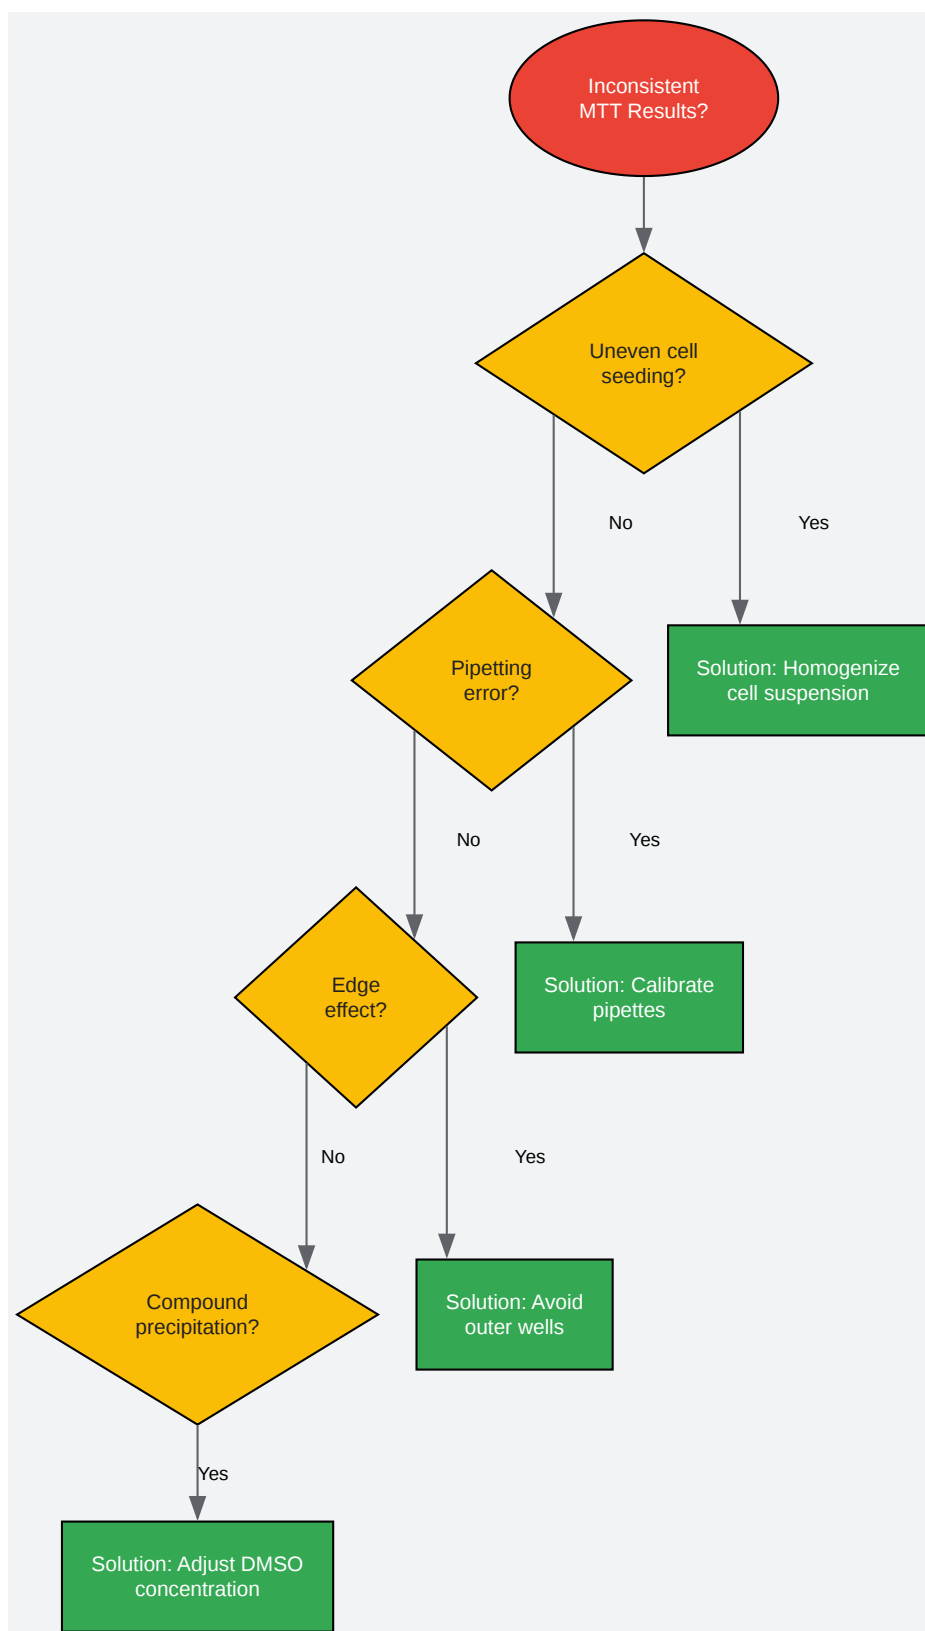 Inconsistent
MTT Results?
Uneven cell
seeding?
No
Yes
Pipetting
error?
Solution: Homogenize
cell suspension
No
Yes
Edge
effect?
Solution: Calibrate
pipettes
No
Yes
Compound
precipitation?
Solution: Avoid
outer wells
Yes
Solution: Adjust DMSO
concentration